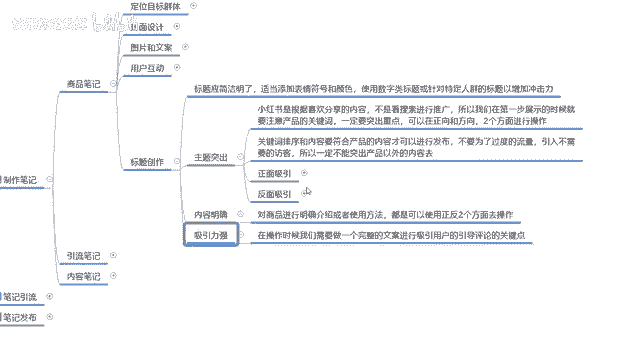 定位目标群体
封面设计
图片和文案
用户互动
商品笔记
标题应简洁明了，适当添加表情符号和颜色，使用数字类标题或针对特定人群的标题以增加冲击力
小红书是根据喜欢分享的内容，不是看搜素进行推广，所以我们在第一步展示的时候就
要注意产品的关键词，一定要突出重点，可以在正向和方向，2个方面进行操作
关键词排序和内容要符合产品的内容才可以进行发布，不要为了过度的流量，引入不需
要的访客，所以一定不能突出产品以外的内容去
标题创作
主题突出
正面吸引
制作笔记
反面吸引
内容明确
对商品进行明确介绍或者使用方法，都是可以使用正反2个方面去操作
吸引力强
在操作时候我们需要做一个完整的文案进行吸引用户的引导评论的关键点
引流笔记
内容笔记
笔记引流
笔记发布